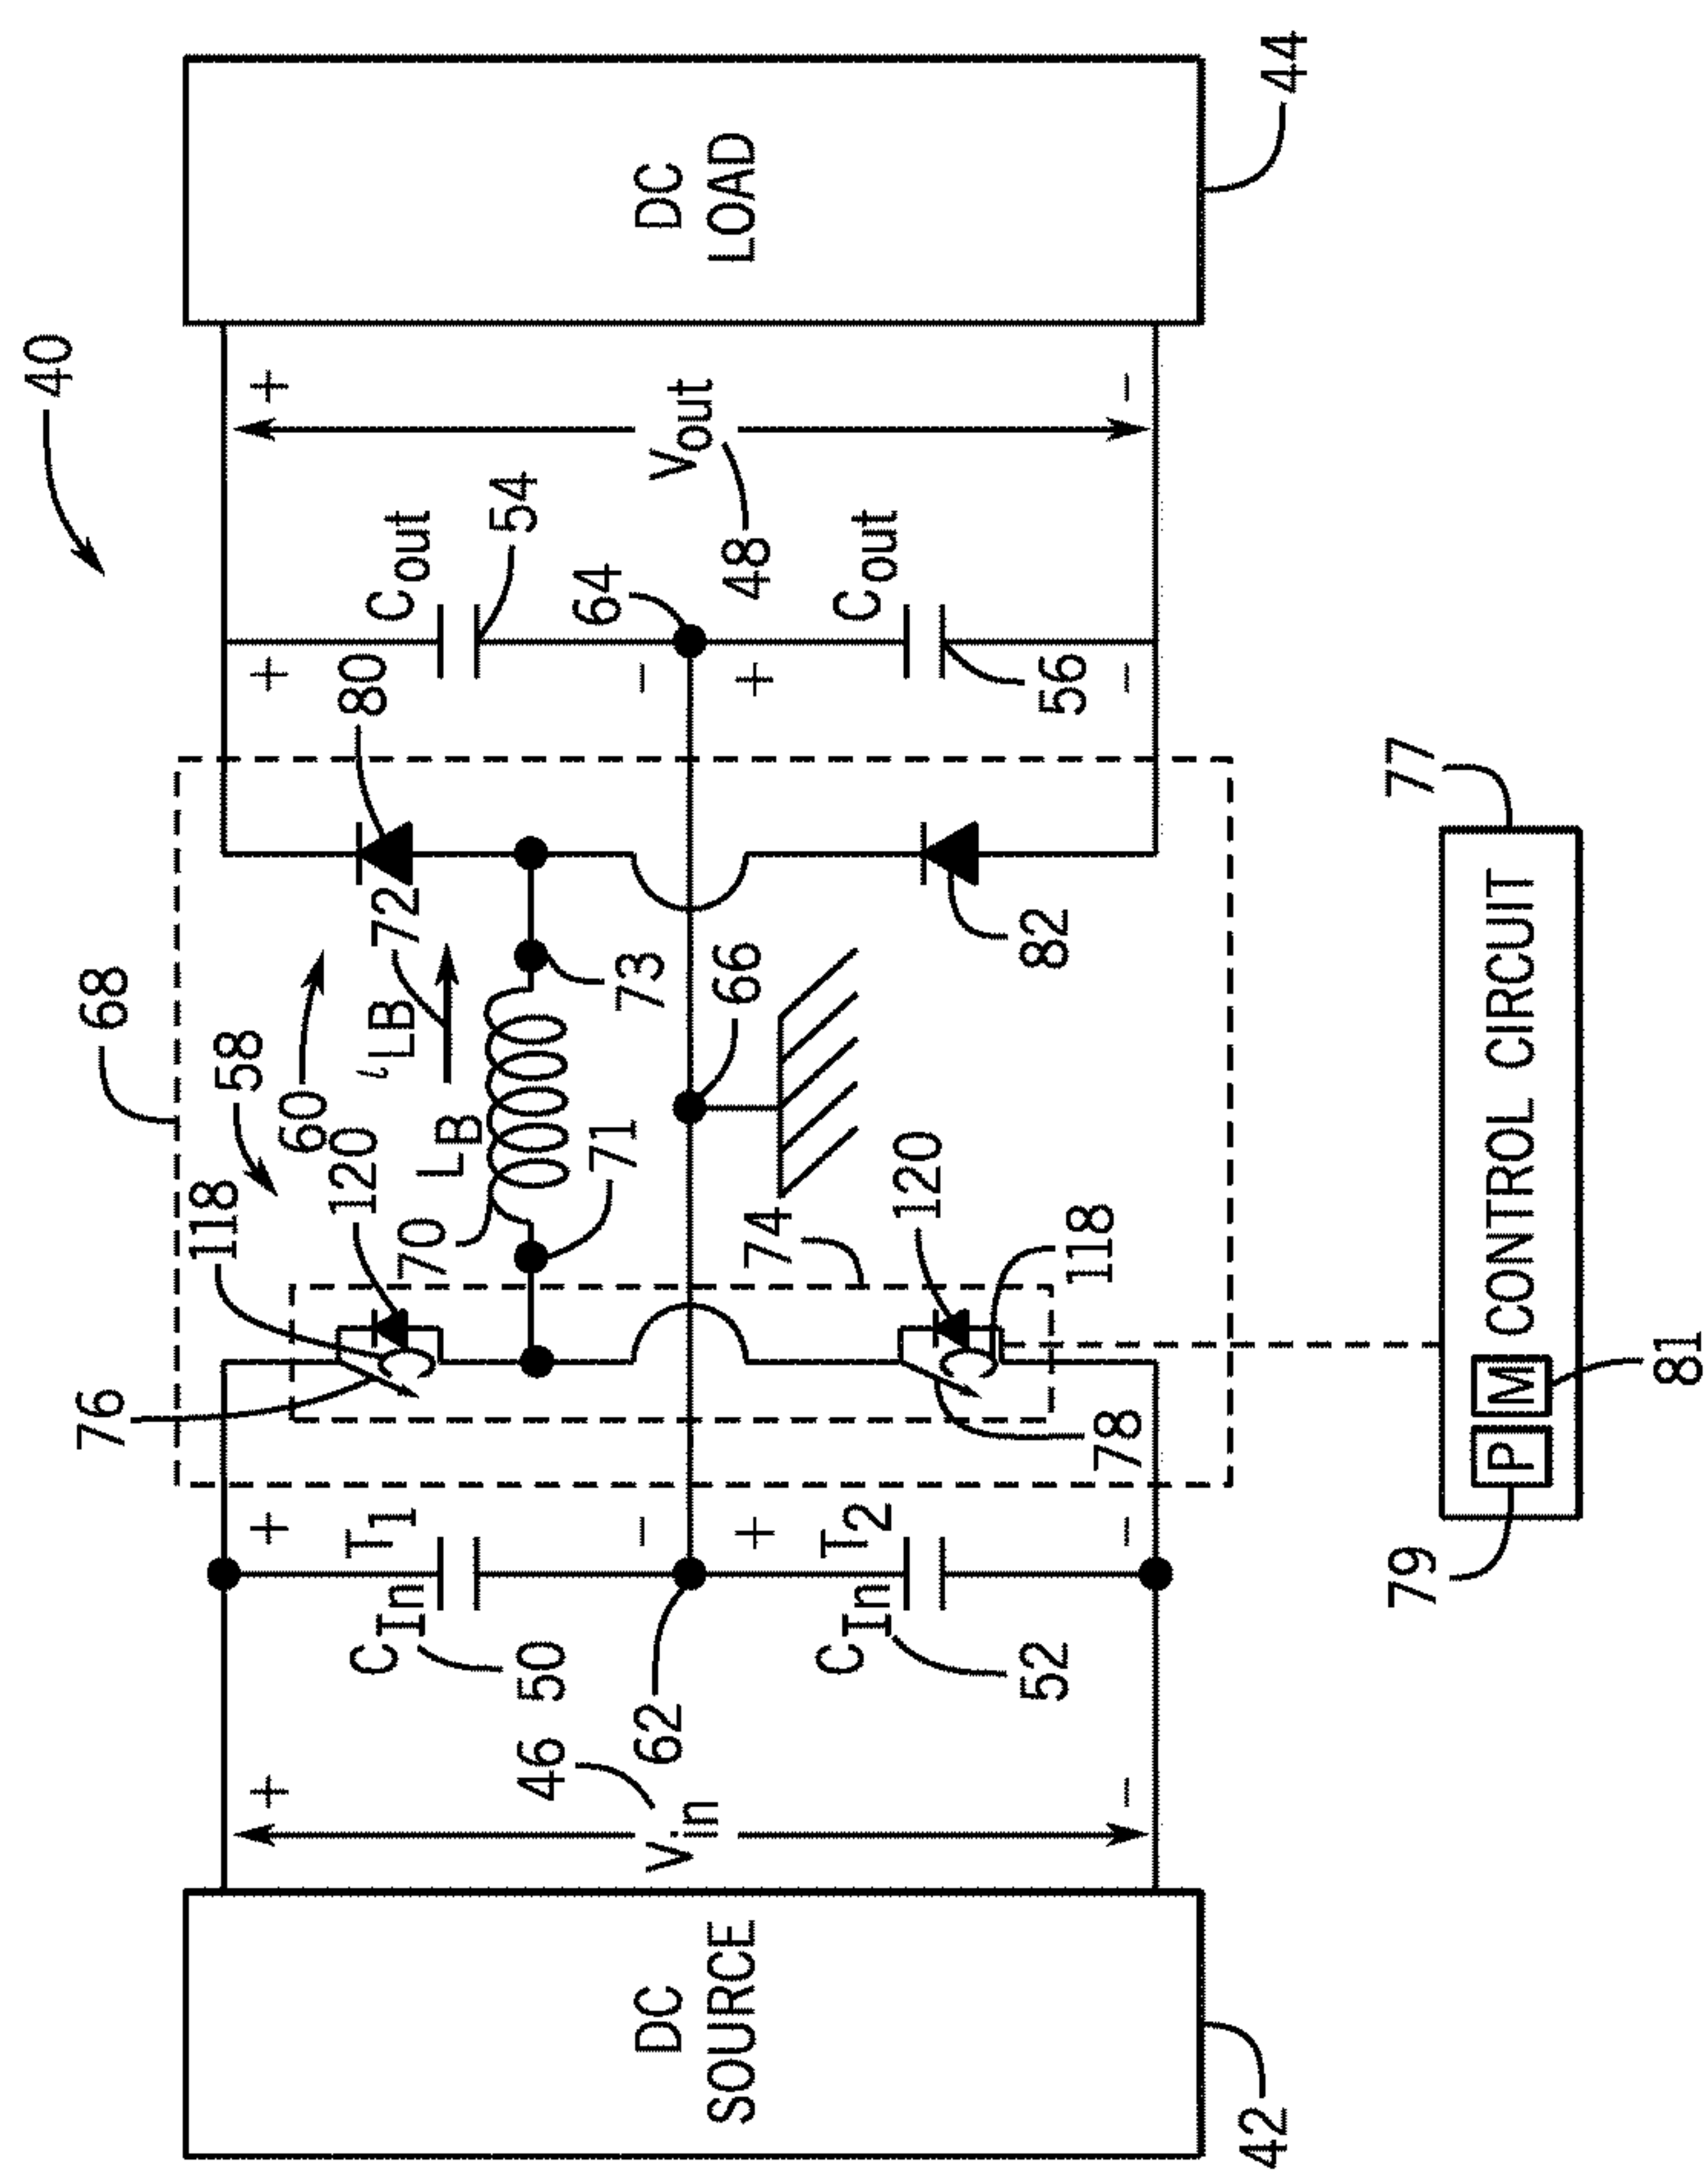 40
68
58
60
72
80
118
120
76
ιLB
LB
70
71
73
DC
SOURCE
42
+
Vin
46
-
+
CIn
T1
50
-
62
+
CIn
T2
52
-
74
120
118
78
66
82
+
Cout
54
-
64
+
Cout
56
-
+
Vout
48
-
DC
LOAD
44
P
M
CONTROL CIRCUIT
79
81
77